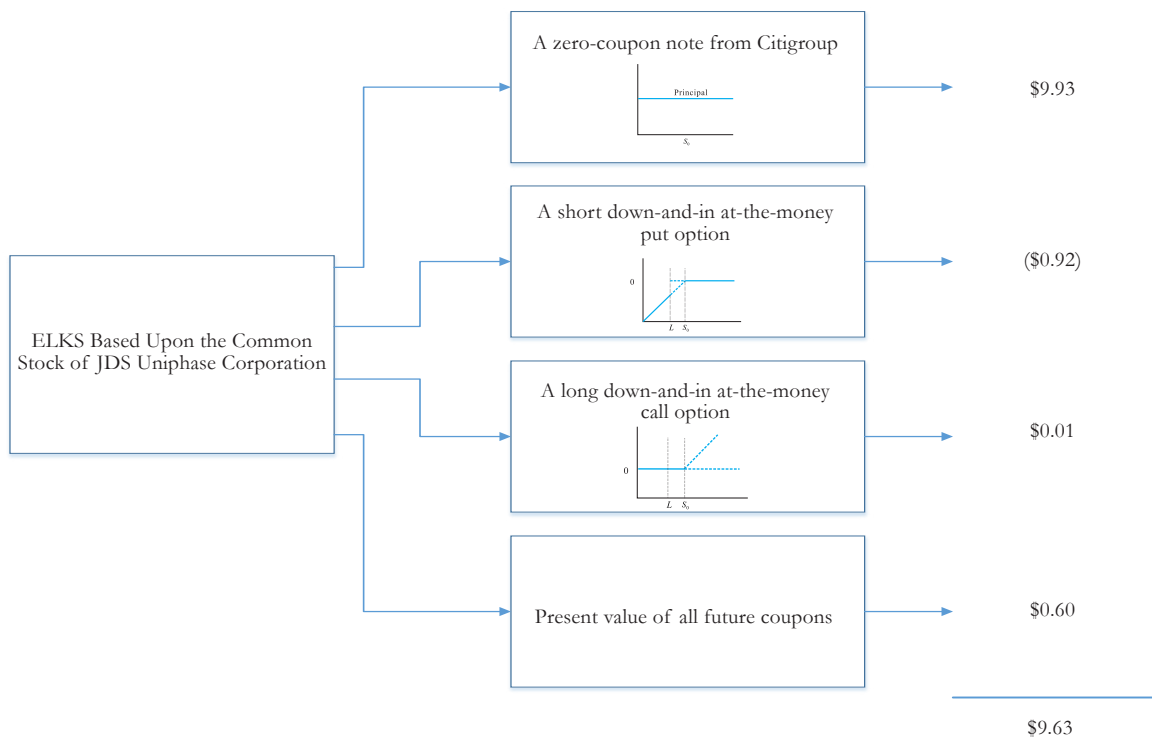 A zero-coupon note from Citigroup
Principal
S₀
$9.93
A short down-and-in at-the-money
put option
0
L
S₀
($0.92)
ELKS Based Upon the Common
Stock of JDS Uniphase Corporation
A long down-and-in at-the-money
call option
0
L
S₀
$0.01
Present value of all future coupons
$0.60
$9.63